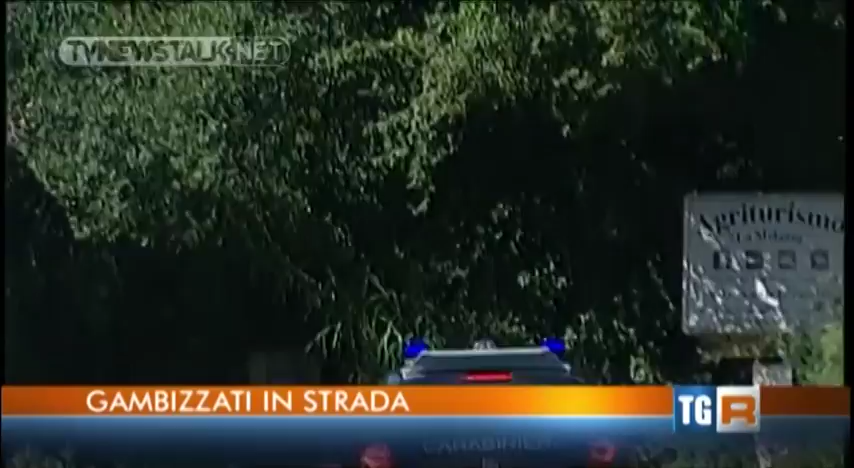 TVNEWSTALK.NET
Agriturismo
GAMBIZZATI IN STRADA
TGR
CARABINIERI